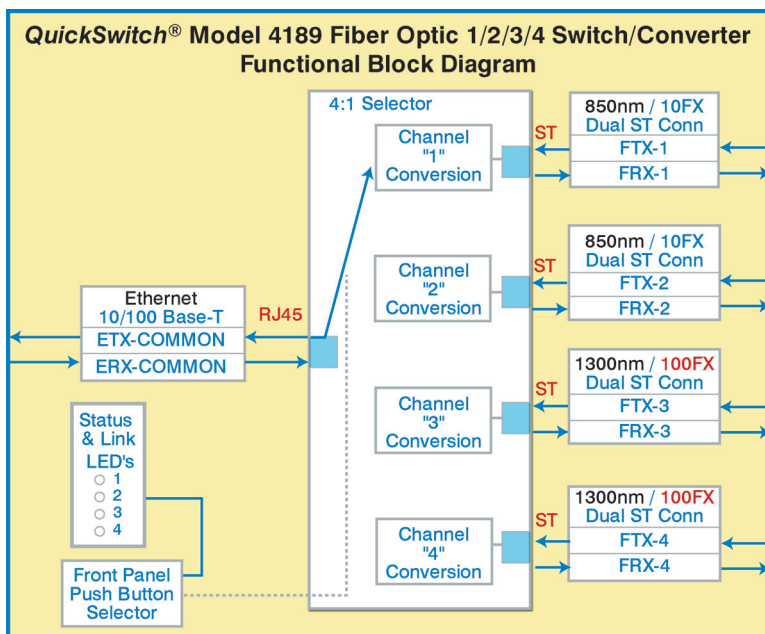 QuickSwitch® Model 4189 Fiber Optic 1/2/3/4 Switch/Converter
Functional Block Diagram
4:1 Selector
Channel
"1"
Conversion
ST
850nm / 10FX
Dual ST Conn
FTX-1
FRX-1
Channel
"2"
Conversion
ST
850nm / 10FX
Dual ST Conn
FTX-2
FRX-2
Ethernet
10/100 Base-T
ETX-COMMON
ERX-COMMON
RJ45
Channel
"3"
Conversion
ST
1300nm / 100FX
Dual ST Conn
FTX-3
FRX-3
Status
& Link
LED's
1
2
3
4
Channel
"4"
Conversion
ST
1300nm / 100FX
Dual ST Conn
FTX-4
FRX-4
Front Panel
Push Button
Selector